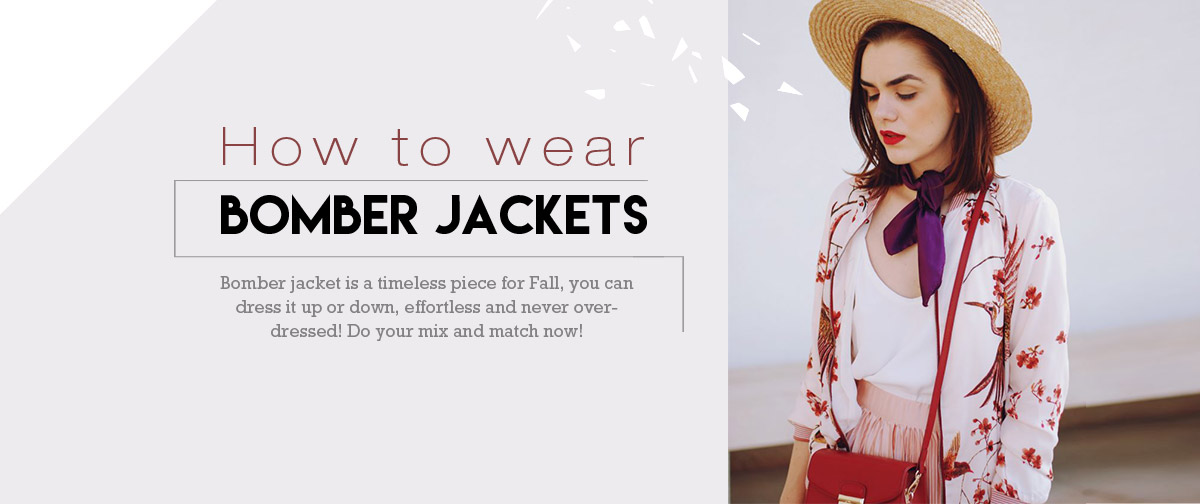 How to wear
BOMBER JACKETS
Bomber jacket is a timeless piece for Fall, you can
dress it up or down, effortless and never over-
dressed! Do your mix and match now!